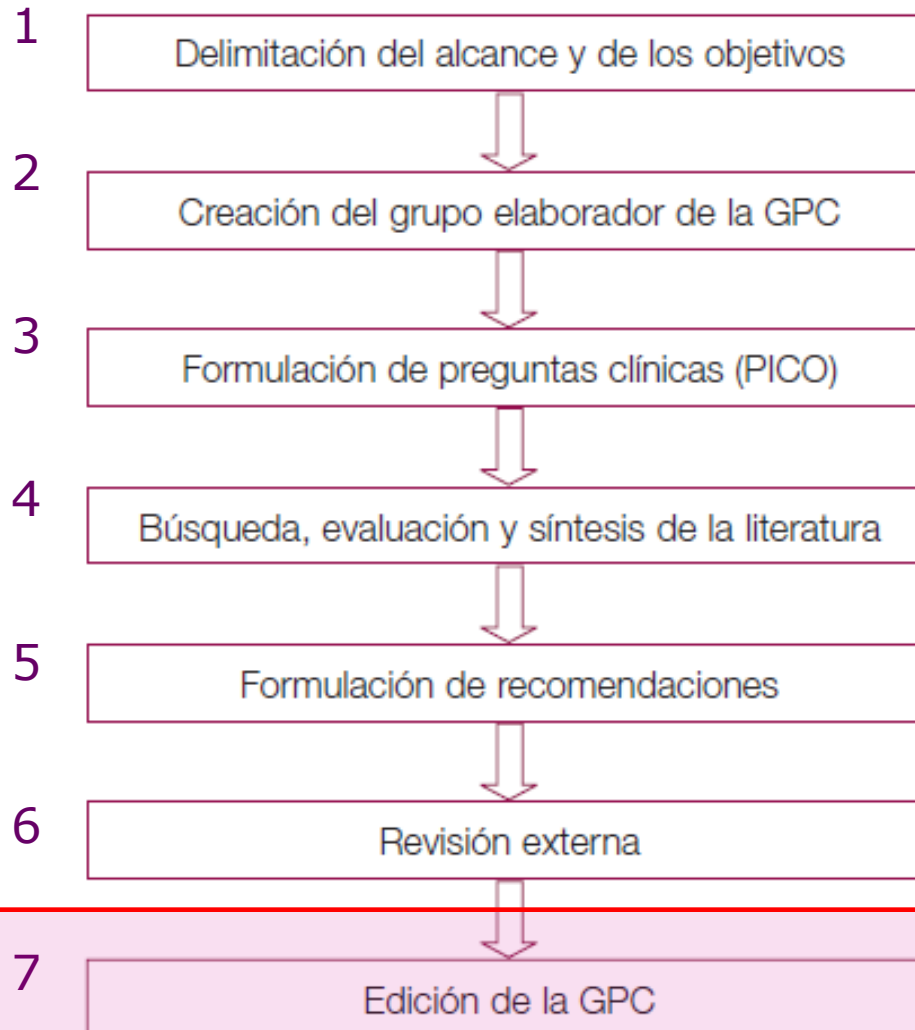 1
Delimitación del alcance y de los objetivos
2
Creación del grupo elaborador de la GPC
3
Formulación de preguntas clínicas (PICO)
4
Búsqueda, evaluación y síntesis de la literatura
5
Formulación de recomendaciones
6
Revisión externa
7
Edición de la GPC